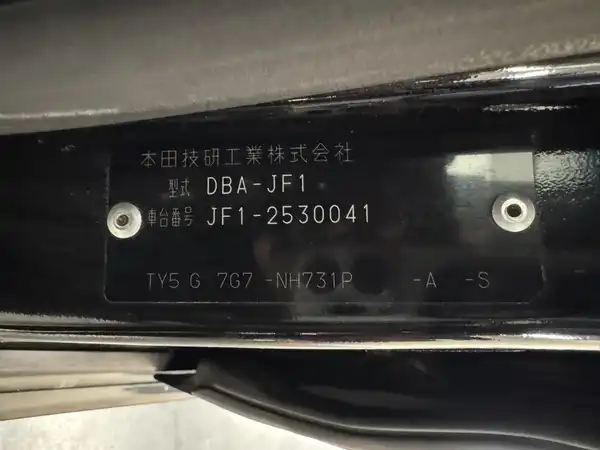 本田技研工業株式会社
型式 DBA-JF1
車台番号 JF1-2530041
TY5 G 7G7 -NH731P -A -S